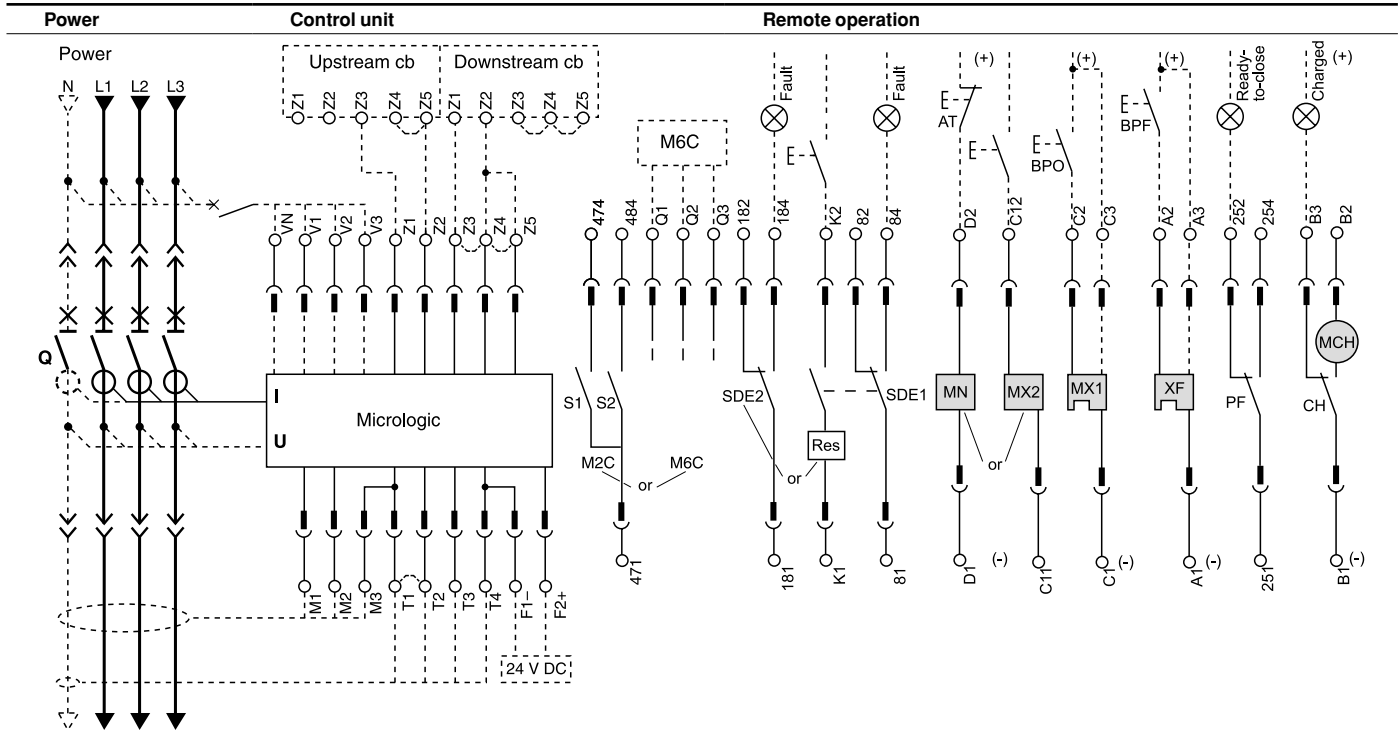 Power Control unit Remote operation
Power
N L1 L2 L3
Upstream cb Downstream cb
Z1 Z2 Z3 Z4 Z5 Z1 Z2 Z3 Z4 Z5
M6C
Fault
Fault
(+)
AT
(+)
BPO
(+)
BPF
Ready-
to-close
Charged
(+)
VN V1 V2 V3 Z1 Z2 Z3 Z4 Z5
474 484 Q1 Q2 Q3 182 184 K2 82 84 D2 C12 C2 C3 A2 A3 252 254 B3 B2
Q
I
U
Micrologic
S1 S2
SDE2
SDE1
Res
MN MX2 MX1 XF PF CH MCH
M2C or M6C
or
or
M1 M2 M3 T1 T2 T3 T4 F1– F2+
24 V DC
471 181 K1 81 D1 (-) C11 C1 (-) A1 (-) 251 B1 (-)